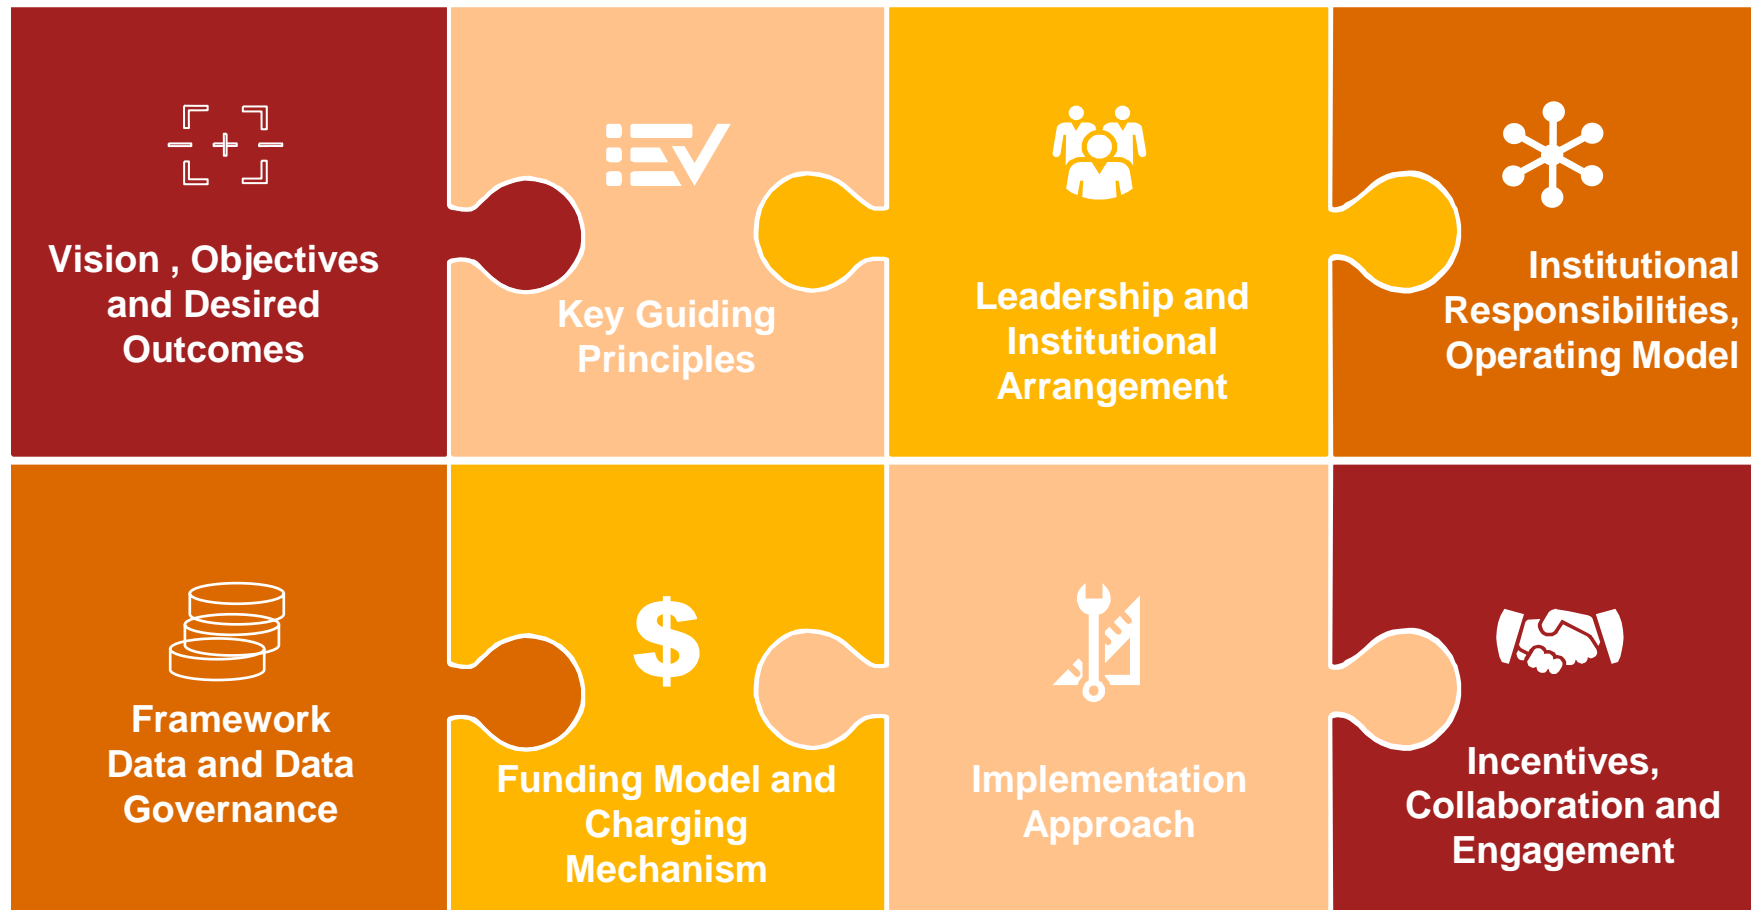 Vision , Objectives
and Desired
Outcomes
Key Guiding
Principles
Leadership and
Institutional
Arrangement
Institutional
Responsibilities,
Operating Model
Framework
Data and Data
Governance
$
Funding Model and
Charging
Mechanism
Implementation
Approach
Incentives,
Collaboration and
Engagement